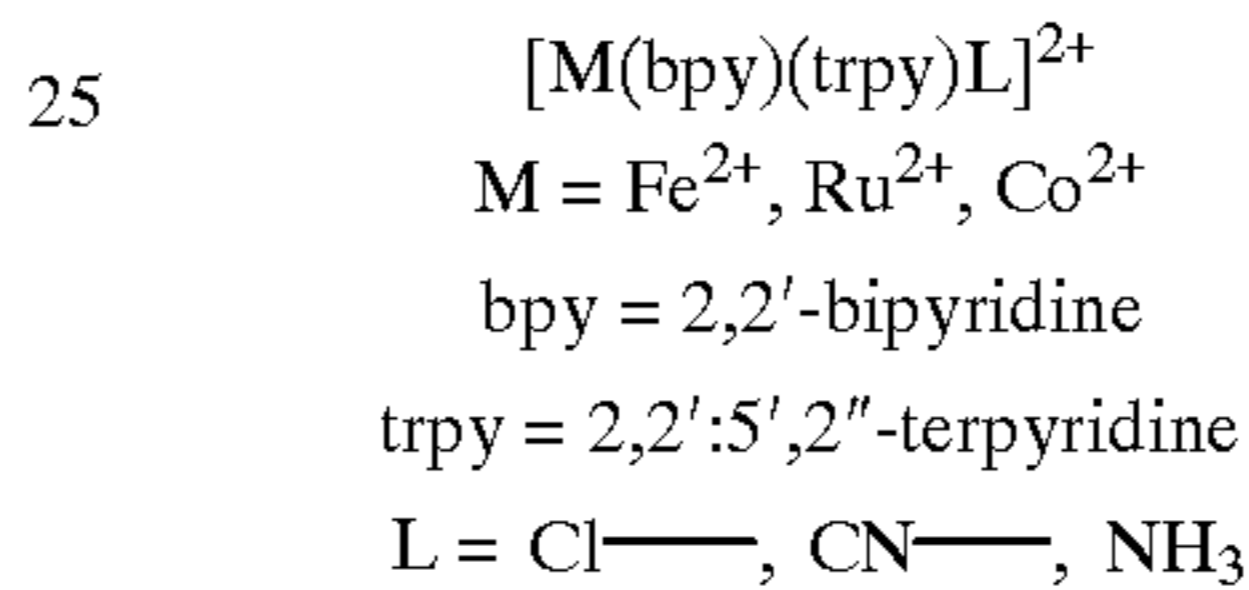 25 [M(bpy)(trpy)L]²⁺
M = Fe²⁺, Ru²⁺, Co²⁺
bpy = 2,2′-bipyridine
trpy = 2,2′:5′,2″-terpyridine
L = Cl—, CN—, NH₃